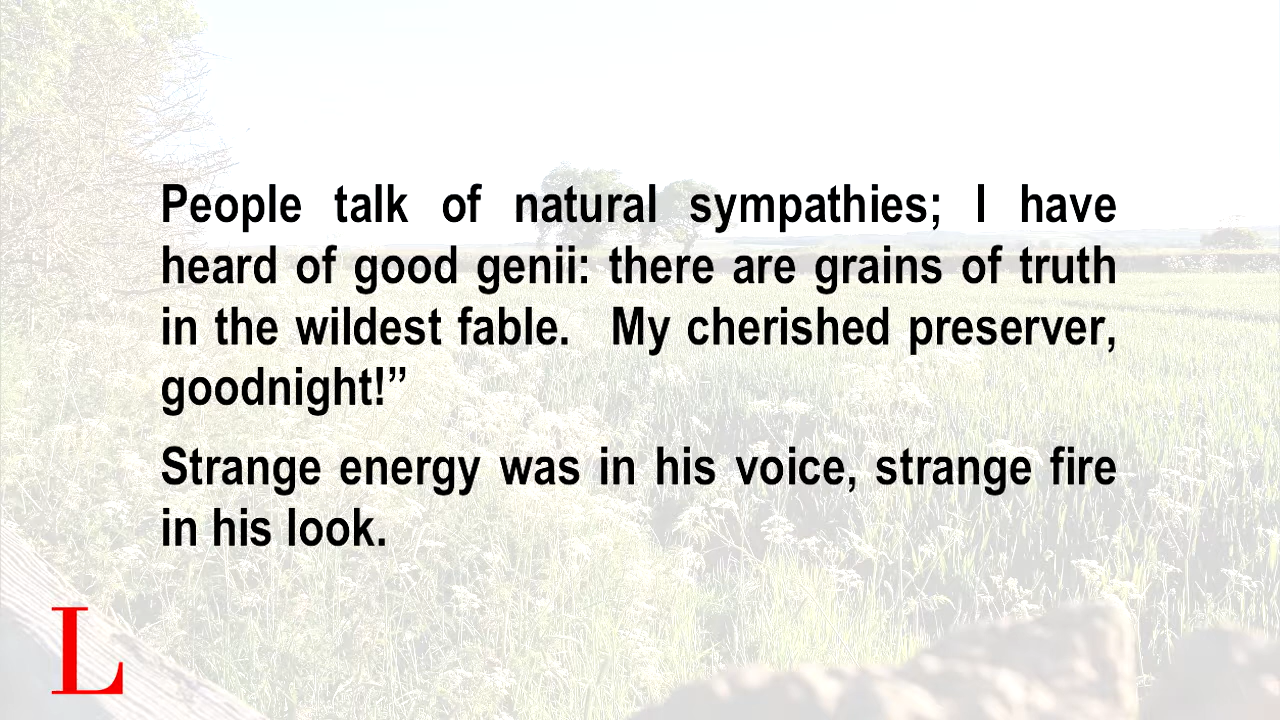 People talk of natural sympathies; I have
heard of good genii: there are grains of truth
in the wildest fable.  My cherished preserver,
goodnight!”
Strange energy was in his voice, strange fire
in his look.
L